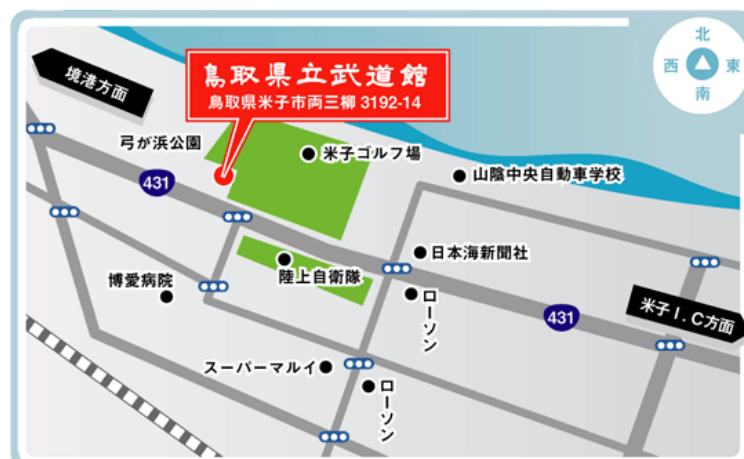 北
西 東
南
境港方面
鳥取県立武道館
鳥取県米子市両三柳 3192-14
弓が浜公園
米子ゴルフ場
山陰中央自動車学校
431
日本海新聞社
陸上自衛隊
博愛病院
ローソン
431
米子I.C方面
スーパーマルイ
ローソン